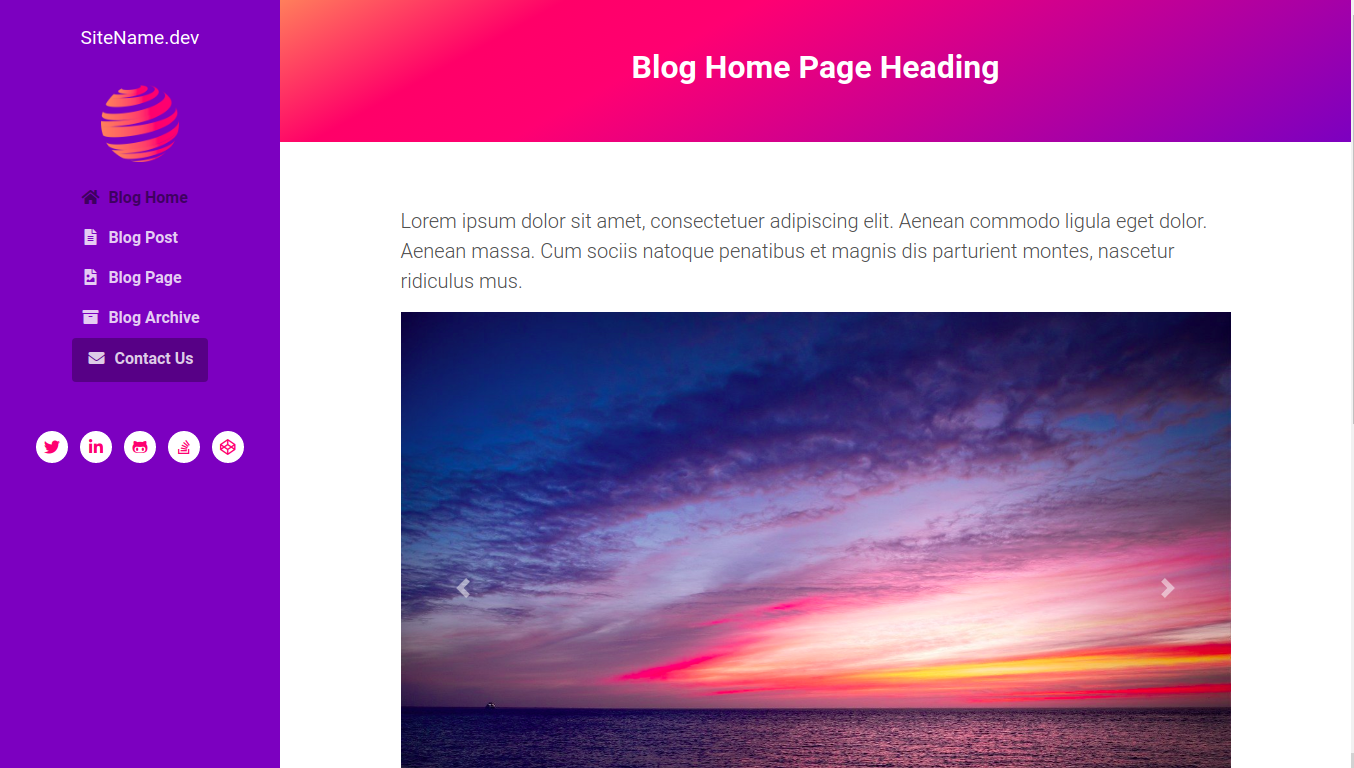 SiteName.dev
Blog Home
Blog Post
Blog Page
Blog Archive
Contact Us
Blog Home Page Heading
Lorem ipsum dolor sit amet, consectetuer adipiscing elit. Aenean commodo ligula eget dolor.
Aenean massa. Cum sociis natoque penatibus et magnis dis parturient montes, nascetur
ridiculus mus.